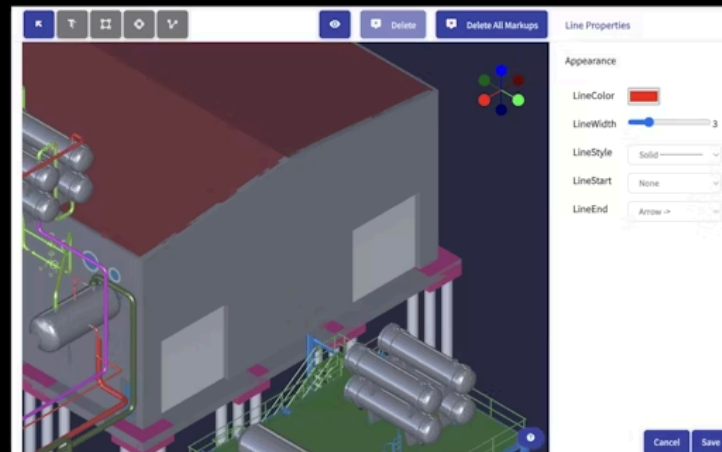 Delete
Delete All Markups
Line Properties
Appearance
LineColor
LineWidth
3
LineStyle
Solid
LineStart
None
LineEnd
Arrow ->
?
Cancel
Save